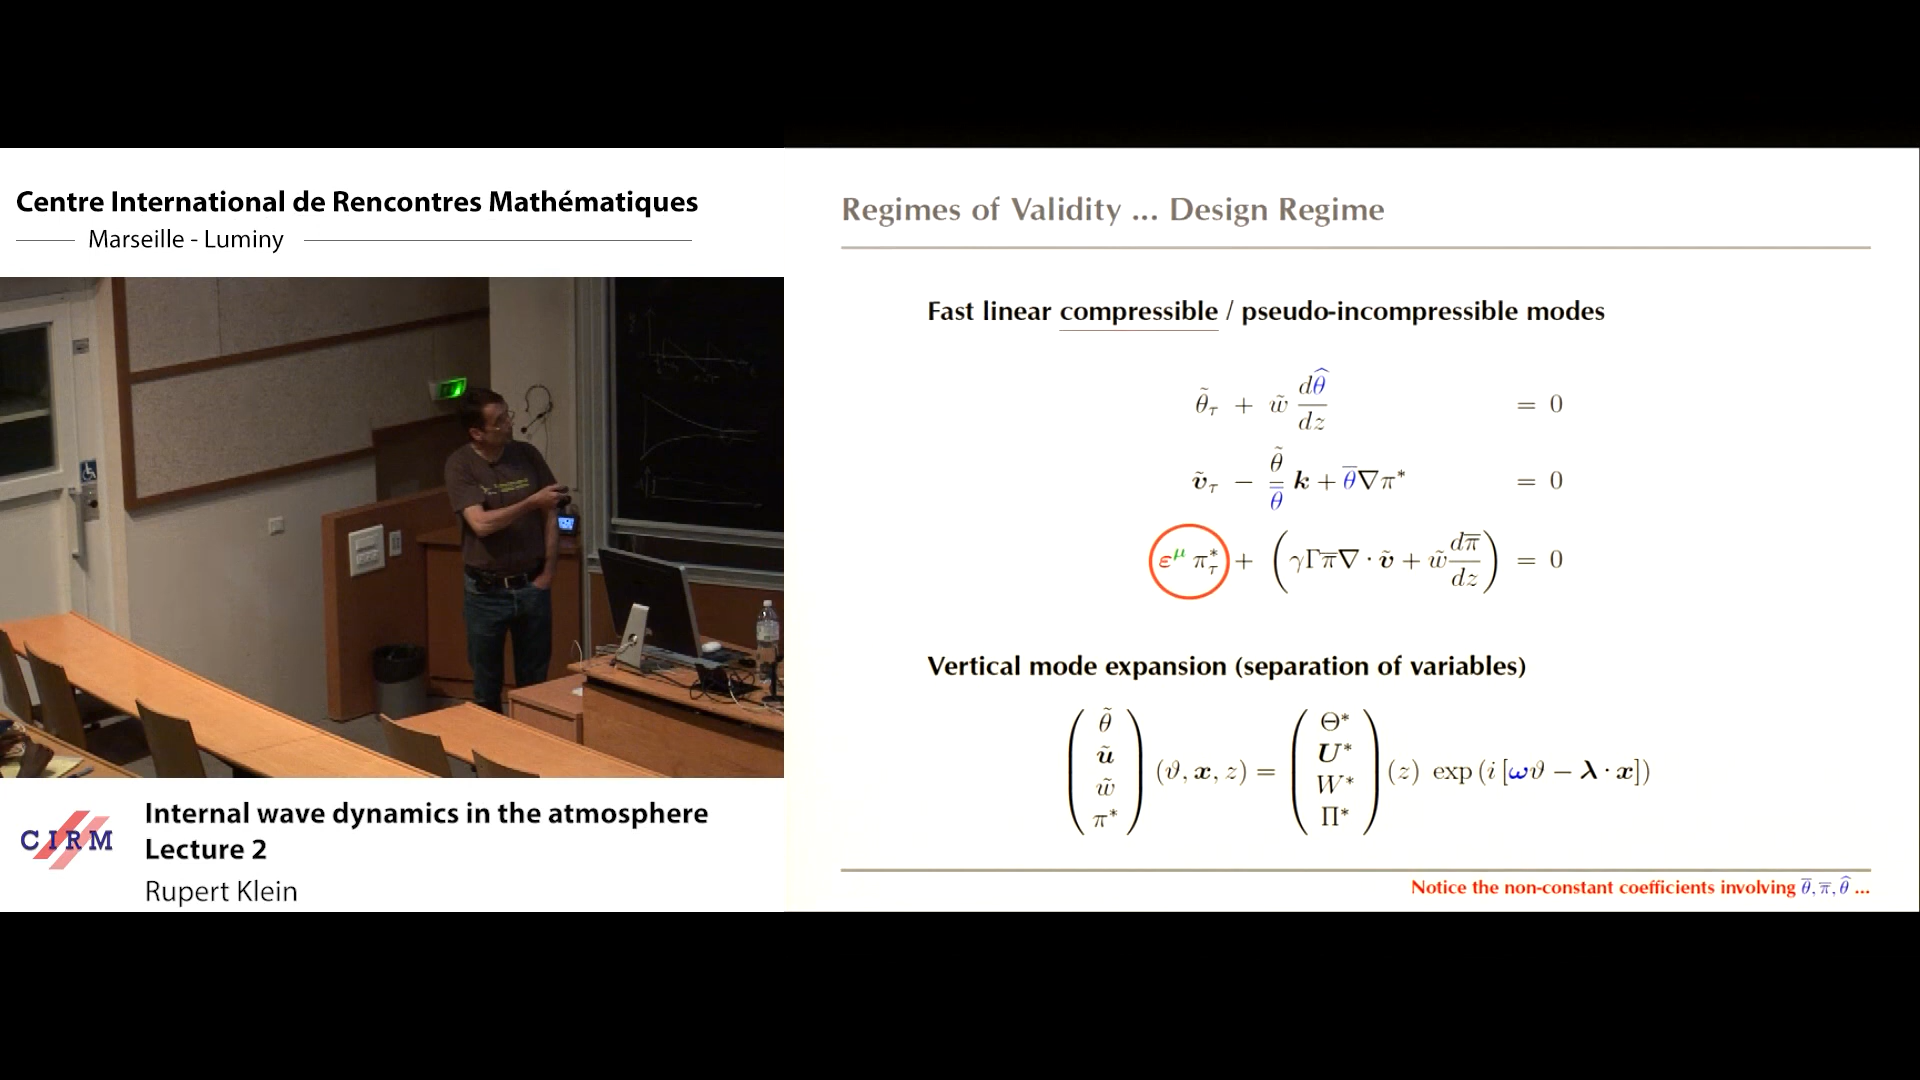 Centre International de Rencontres Mathématiques
Marseille - Luminy
CIRM
Internal wave dynamics in the atmosphere
Lecture 2
Rupert Klein
Regimes of Validity ... Design Regime
Fast linear compressible / pseudo-incompressible modes
θ̃_τ + w̃ dθ̂/dz = 0
ṽ_τ − θ̃/θ̅ k + θ̅∇π* = 0
ε^μ π*_τ + (γΓπ̅∇ · ṽ + w̃ dπ̅/dz) = 0
Vertical mode expansion (separation of variables)
(θ̃ ũ w̃ π*) (ϑ, x, z) = (Θ* U* W* Π*) (z) exp (i [ωϑ − λ · x])
Notice the non-constant coefficients involving θ̅, π̅, θ̂ ...